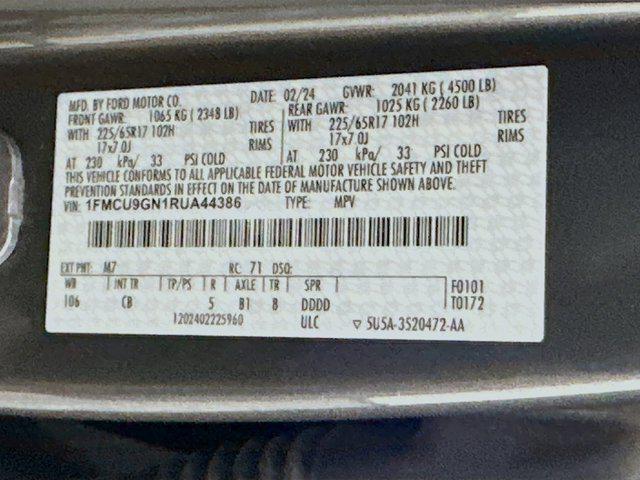 MFD. BY FORD MOTOR CO. DATE: 02/24 GVWR: 2041 KG ( 4500 LB)
FRONT GAWR: 1065 KG ( 2348 LB) REAR GAWR: 1025 KG ( 2260 LB)
WITH 225/65R17 102H TIRES WITH 225/65R17 102H TIRES
17x7.0J RIMS 17x7.0J RIMS
AT 230 kPa/ 33 PSI COLD AT 230 kPa/ 33 PSI COLD
THIS VEHICLE CONFORMS TO ALL APPLICABLE FEDERAL MOTOR VEHICLE SAFETY AND THEFT
PREVENTION STANDARDS IN EFFECT ON THE DATE OF MANUFACTURE SHOWN ABOVE.
VIN: 1FMCU9GN1RUA44386 TYPE: MPV
EXT PNT: M7 RC: 71 DSO:
WB INT TR TP/PS R AXLE TR SPR F0101
106 CB 5 B1 8 DDDD T0172
1202402225960 ULC ▽ 5U5A-3520472-AA